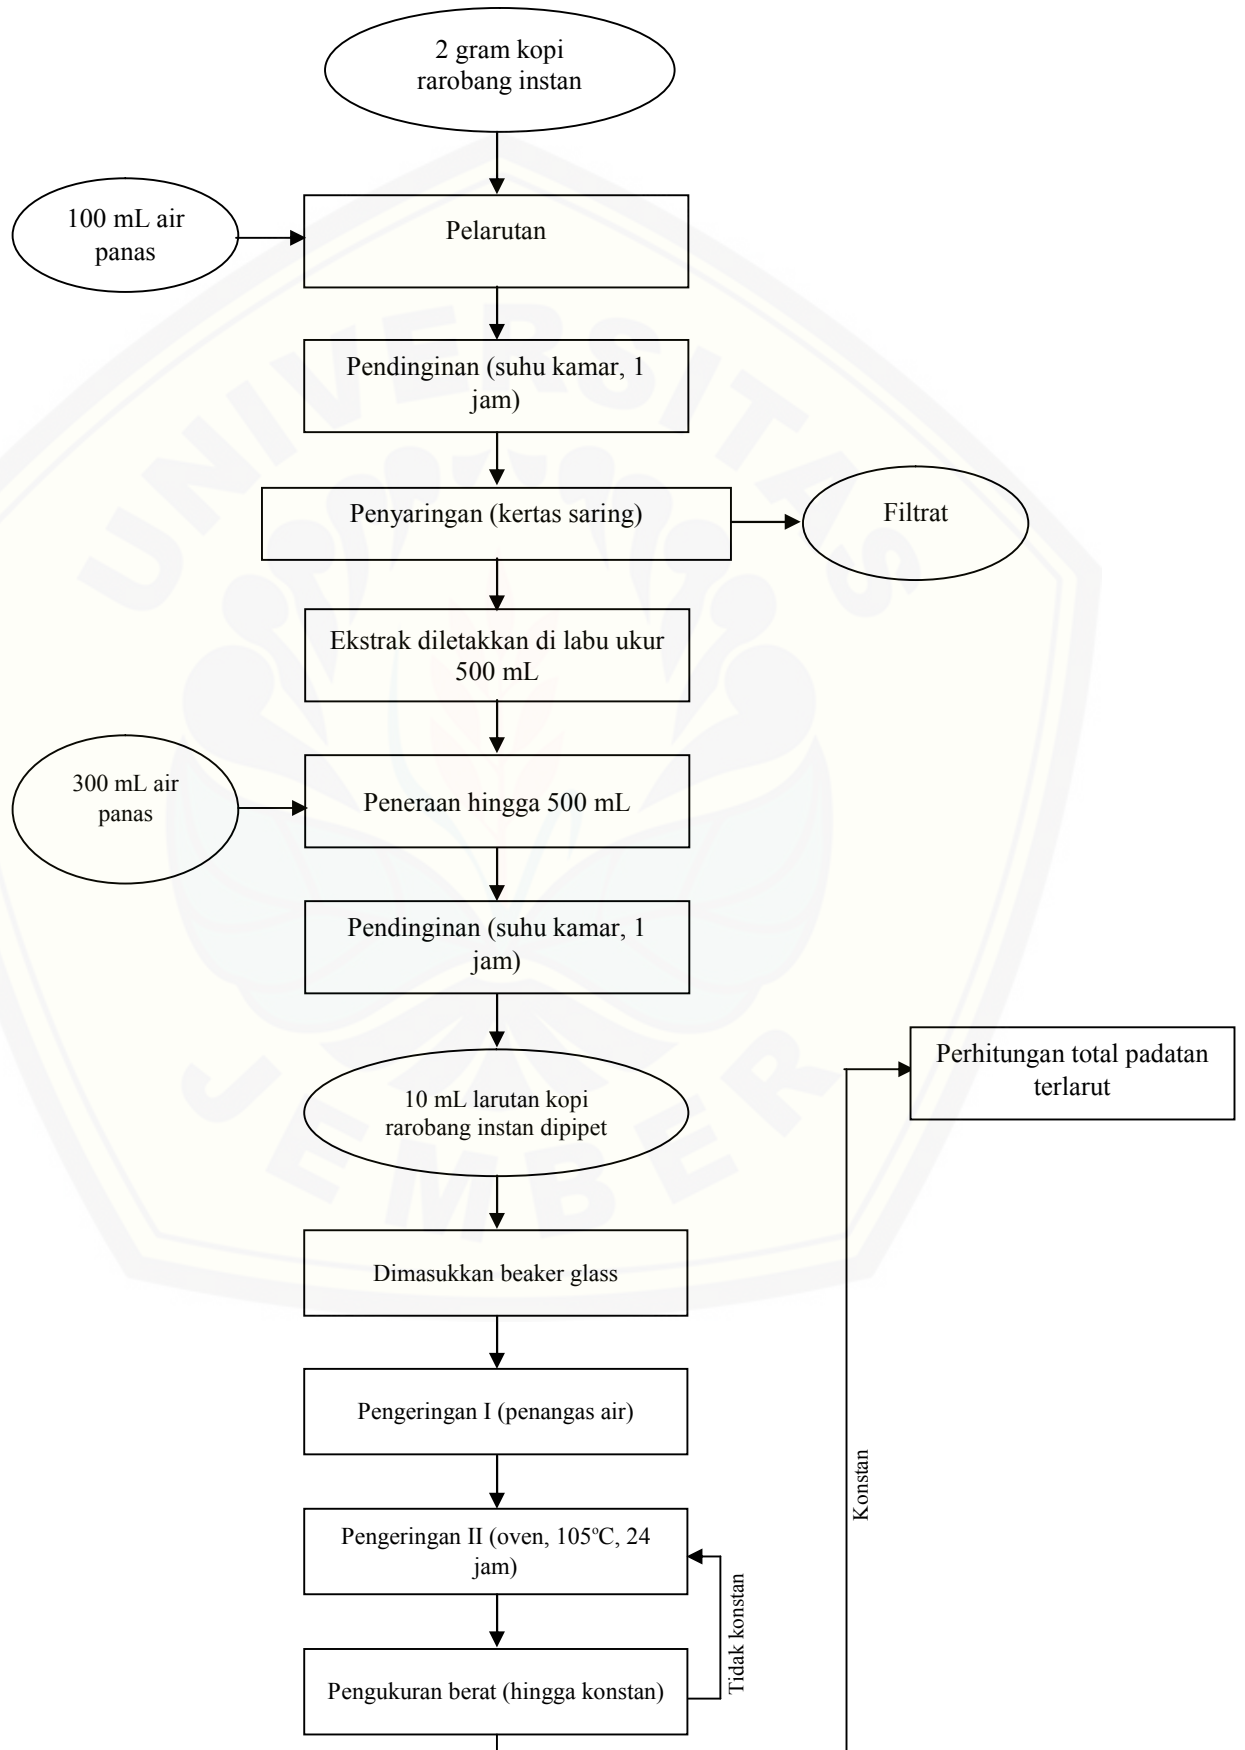 2 gram kopi
rarobang instan
100 mL air
panas
Pelarutan
Pendinginan (suhu kamar, 1
jam)
Penyaringan (kertas saring)
Filtrat
Ekstrak diletakkan di labu ukur
500 mL
300 mL air
panas
Peneraan hingga 500 mL
Pendinginan (suhu kamar, 1
jam)
10 mL larutan kopi
rarobang instan dipipet
Perhitungan total padatan
terlarut
Dimasukkan beaker glass
Pengeringan I (penangas air)
Konstan
Pengeringan II (oven, 105°C, 24
jam)
Tidak konstan
Pengukuran berat (hingga konstan)
UNIVERSITAS
JEMBER